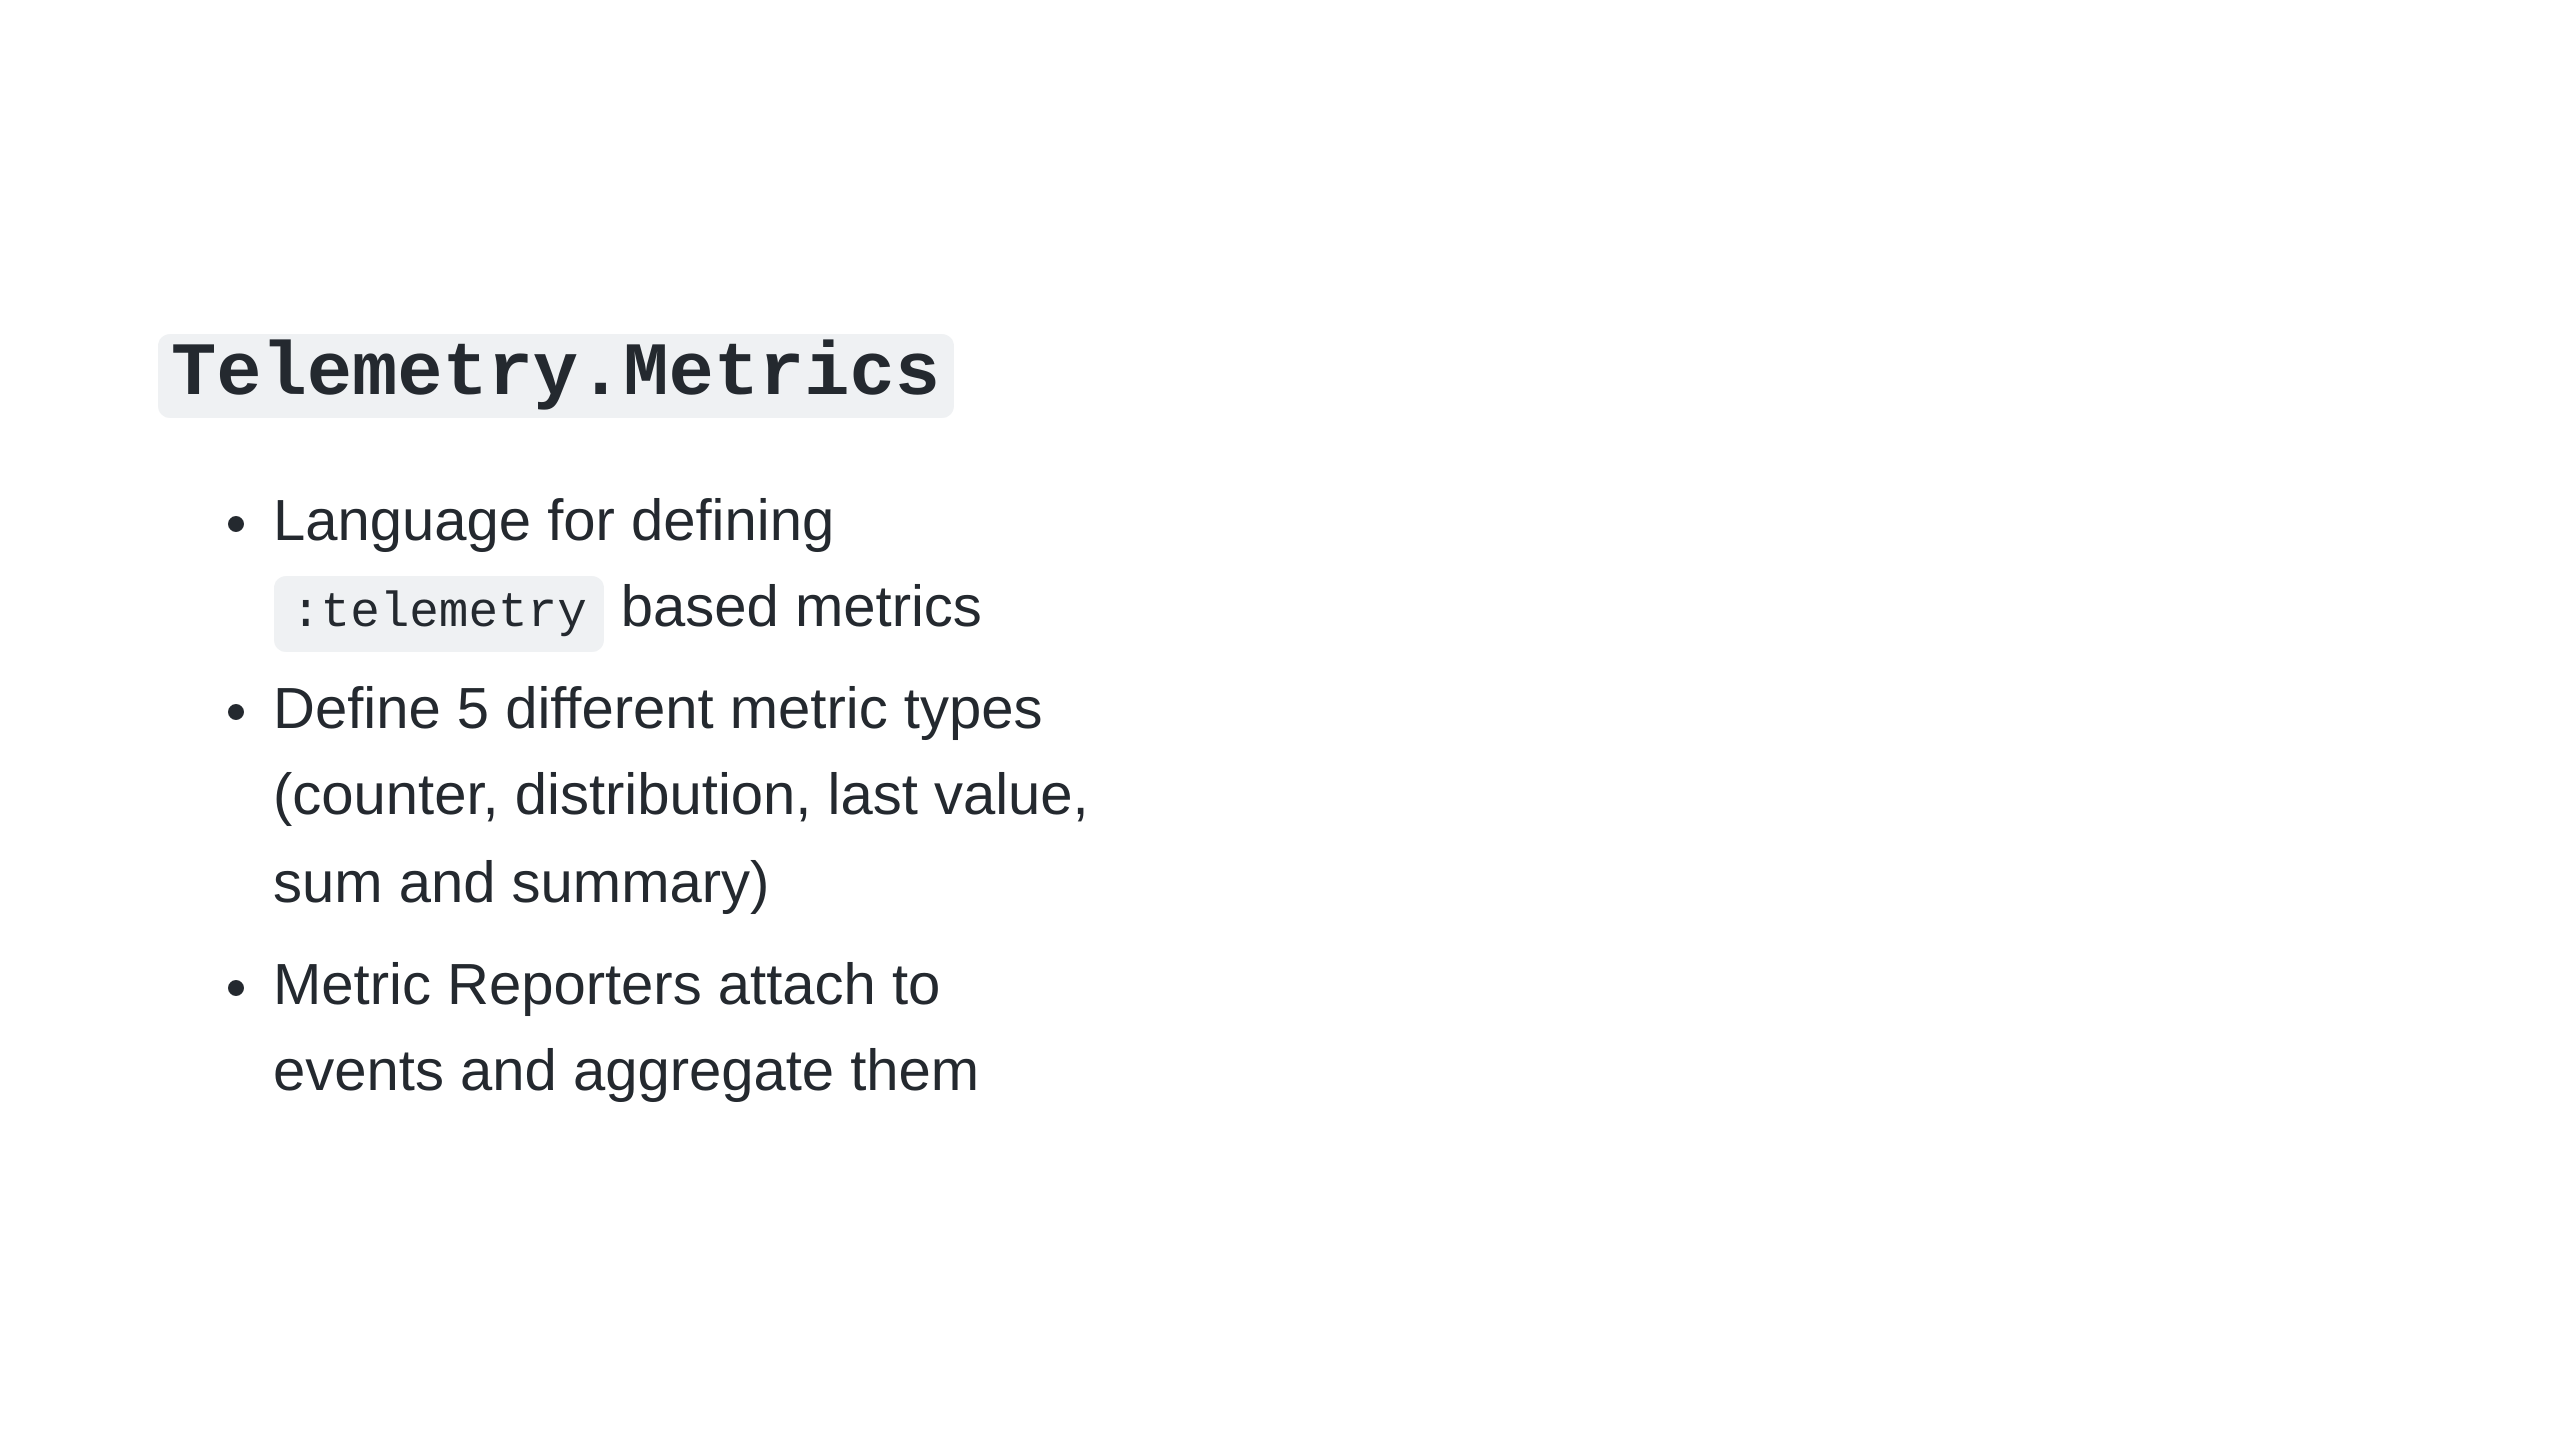 Telemetry.Metrics
• Language for defining
:telemetry based metrics
• Define 5 different metric types
(counter, distribution, last value,
sum and summary)
• Metric Reporters attach to
events and aggregate them